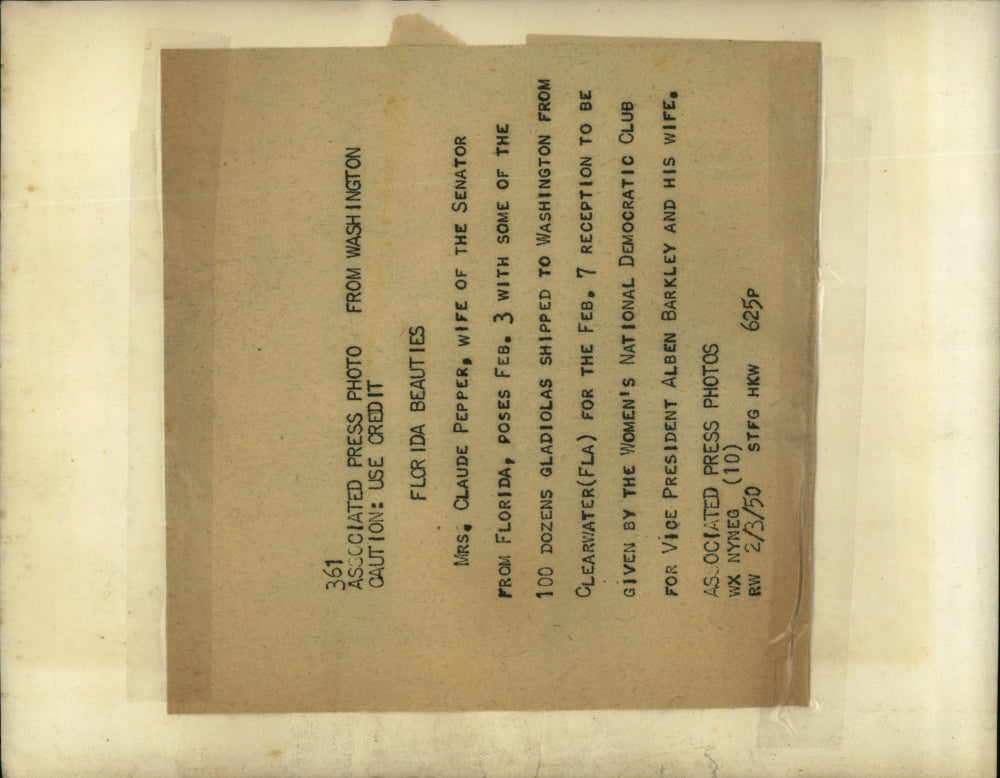 361
ASSOCIATED PRESS PHOTO   FROM WASHINGTON
CAUTION: USE CREDIT
FLORIDA BEAUTIES
MRS. CLAUDE PEPPER, WIFE OF THE SENATOR
FROM FLORIDA, POSES FEB. 3 WITH SOME OF THE
100 DOZENS GLADIOLAS SHIPPED TO WASHINGTON FROM
CLEARWATER(FLA) FOR THE FEB. 7 RECEPTION TO BE
GIVEN BY THE WOMEN'S NATIONAL DEMOCRATIC CLUB
FOR VICE PRESIDENT ALBEN BARKLEY AND HIS WIFE.
ASSOCIATED PRESS PHOTOS
WX NYNEG (10)
RW 2/3/50   STFG HKW   625P